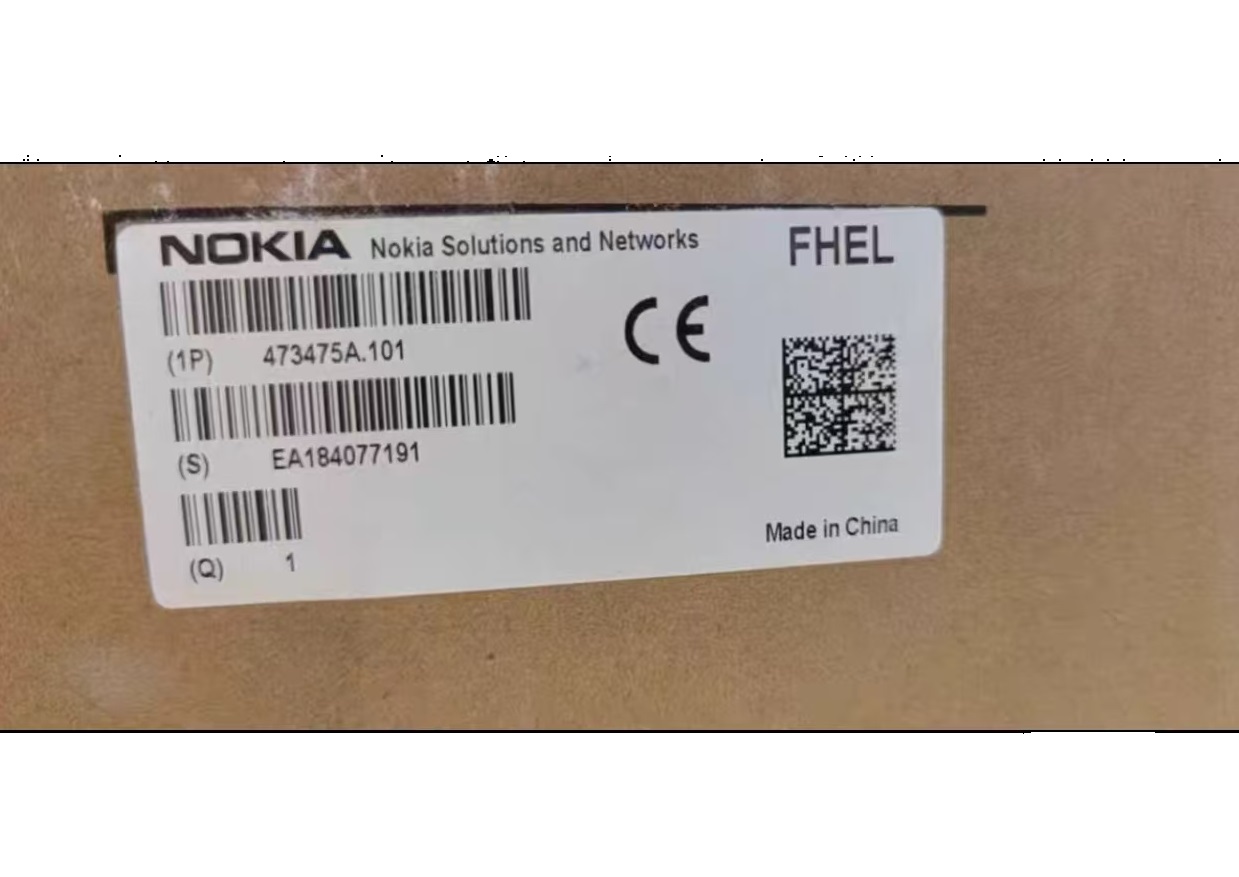 NOKIA Nokia Solutions and Networks
FHEL
(1P) 473475A.101
CE
(S) EA184077191
Made in China
(Q) 1